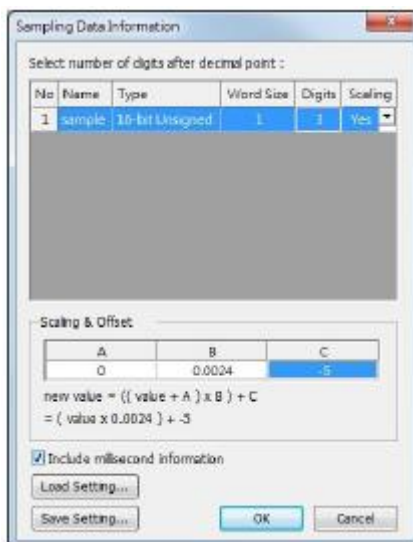 Sampling Data Information
Select number of digits after decimal point :
No Name Type Word Size Digits Scaling
1 sample 16-bit Unsigned 1 3 Yes
Scaling & Offset
A B C
0 0.0024 -5
new value = (( value + A ) x B ) + C
= ( value x 0.0024 ) + -5
Include millisecond information
Load Setting...
Save Setting... OK Cancel